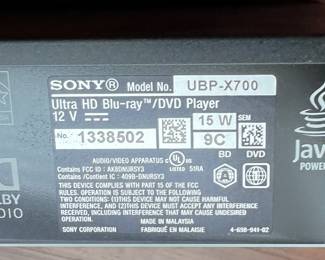 SONY® Model No. UBP-X700
Ultra HD Blu-ray™/DVD Player
12 V 15 W SEM
No. 1338502 9C
BD DVD
AUDIO/VIDEO APPARATUS
Contains FCC ID : AK8DNURSY3 LISTED 51RA
Contains IC : 409B-DNURSY3
THIS DEVICE COMPLIES WITH PART 15 OF THE FCC
RULES. OPERATION IS SUBJECT TO THE FOLLOWING
TWO CONDITIONS: (1)THIS DEVICE MAY NOT CAUSE
HARMFUL INTERFERENCE, AND (2)THIS DEVICE MUST
ACCEPT ANY INTERFERENCE RECEIVED, INCLUDING
INTERFERENCE THAT MAY CAUSE UNDESIRED OPERATION.
SONY CORPORATION MADE IN MALAYSIA FABRIQUÉ EN MALAISIE
4-698-941-02
Java
POWERED